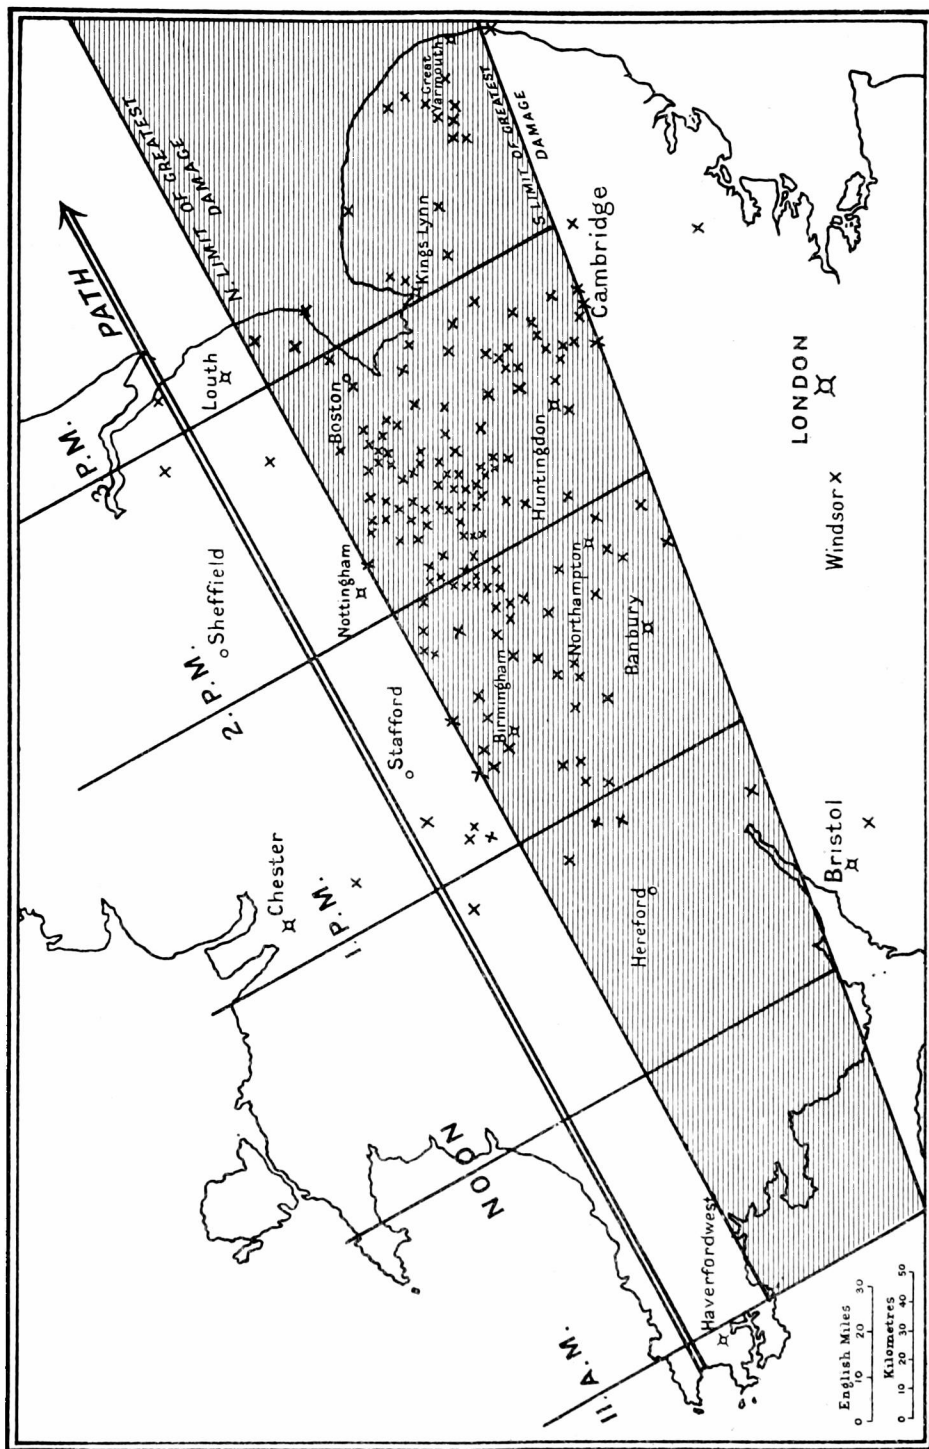 PATH
N. LIMIT OF GREATEST
DAMAGE
S LIMIT OF GREATEST
DAMAGE
3 P.M.
2. P.M.
1. P.M.
NOON
11. A.M.
Louth
Boston
Kings Lynn
Great
Yarmouth
Sheffield
Nottingham
Stafford
Chester
Birmingham
Northampton
Huntingdon
Cambridge
Banbury
Hereford
LONDON
Windsor
Bristol
Haverfordwest
English Miles
0 10 20 30
Kilometres
0 10 20 30 40 50